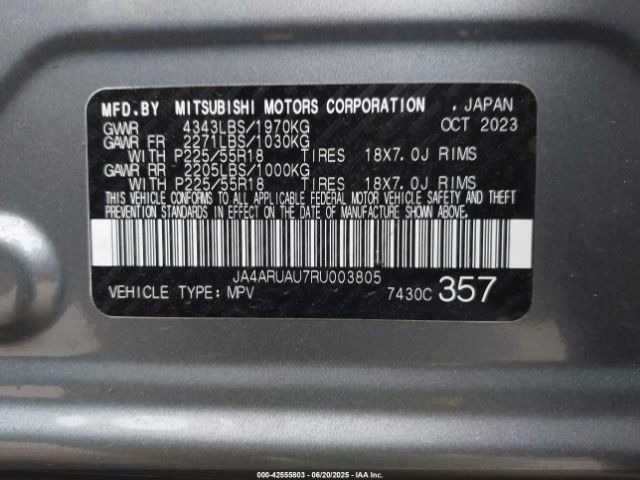 MFD.BY MITSUBISHI MOTORS CORPORATION , JAPAN
GVWR 4343LBS/1970KG OCT 2023
GAWR FR 2271LBS/1030KG
WITH P225/55R18 TIRES 18X7.0J RIMS
GAWR RR 2205LBS/1000KG
WITH P225/55R18 TIRES 18X7.0J RIMS
THIS VEHICLE CONFORMS TO ALL APPLICABLE FEDERAL MOTOR VEHICLE SAFETY AND THEFT
PREVENTION STANDARDS IN EFFECT ON THE DATE OF MANUFACTURE SHOWN ABOVE.
JA4ARUAU7RU003805
VEHICLE TYPE: MPV 7430C 357
000-42555803 - 06/20/2025 - IAAI, Inc.